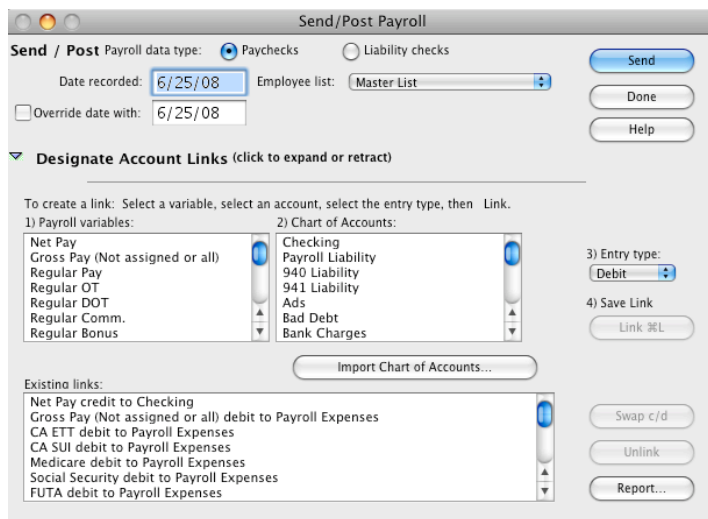 Send/Post Payroll
Send / Post Payroll data type: Paychecks Liability checks
Send
Date recorded: 6/25/08 Employee list: Master List
Done
Override date with: 6/25/08
Help
Designate Account Links (click to expand or retract)
To create a link: Select a variable, select an account, select the entry type, then Link.
1) Payroll variables:
Net Pay
Gross Pay (Not assigned or all)
Regular Pay
Regular OT
Regular DOT
Regular Comm.
Regular Bonus
2) Chart of Accounts:
Checking
Payroll Liability
940 Liability
941 Liability
Ads
Bad Debt
Bank Charges
3) Entry type:
Debit
4) Save Link
Link ⌘L
Import Chart of Accounts...
Existing links:
Net Pay credit to Checking
Gross Pay (Not assigned or all) debit to Payroll Expenses
CA ETT debit to Payroll Expenses
CA SUI debit to Payroll Expenses
Medicare debit to Payroll Expenses
Social Security debit to Payroll Expenses
FUTA debit to Payroll Expenses
Swap c/d
Unlink
Report...